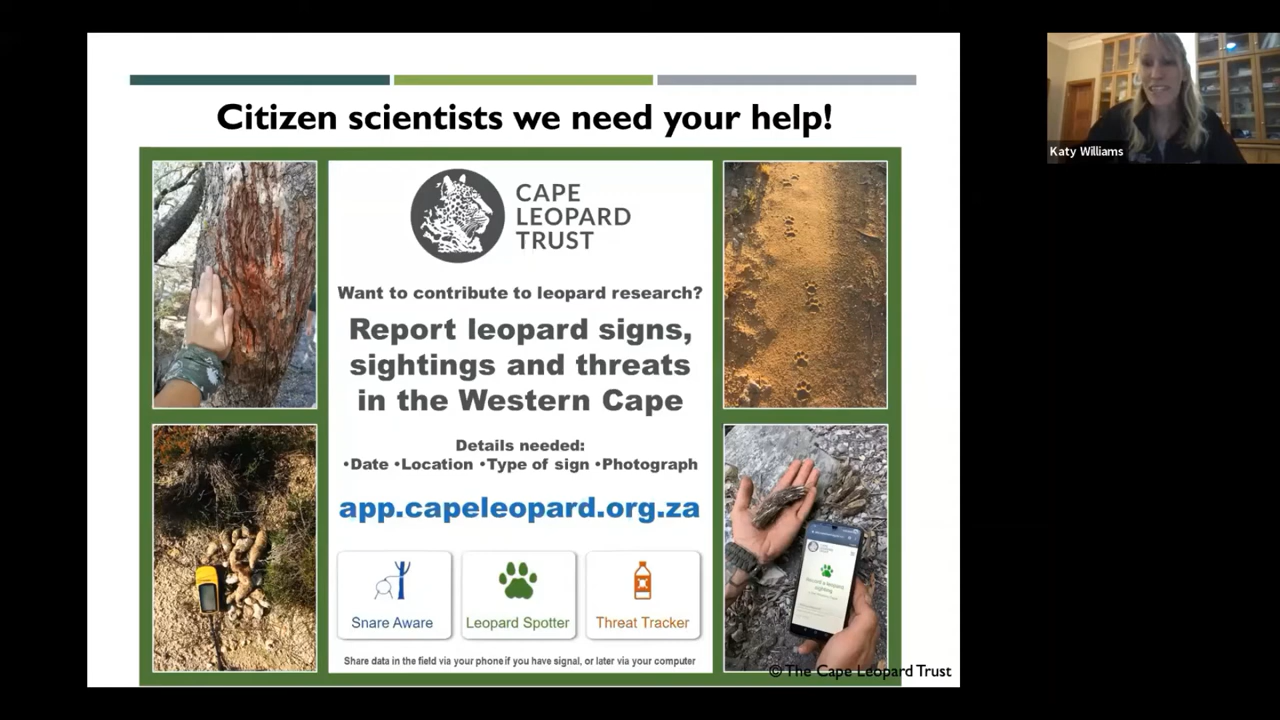 Citizen scientists we need your help!
CAPE
LEOPARD
TRUST
Want to contribute to leopard research?
Report leopard signs,
sightings and threats
in the Western Cape
Details needed:
•Date •Location •Type of sign •Photograph
app.capeleopard.org.za
Snare Aware
Leopard Spotter
Threat Tracker
Share data in the field via your phone if you have signal, or later via your computer
© The Cape Leopard Trust
Katy Williams